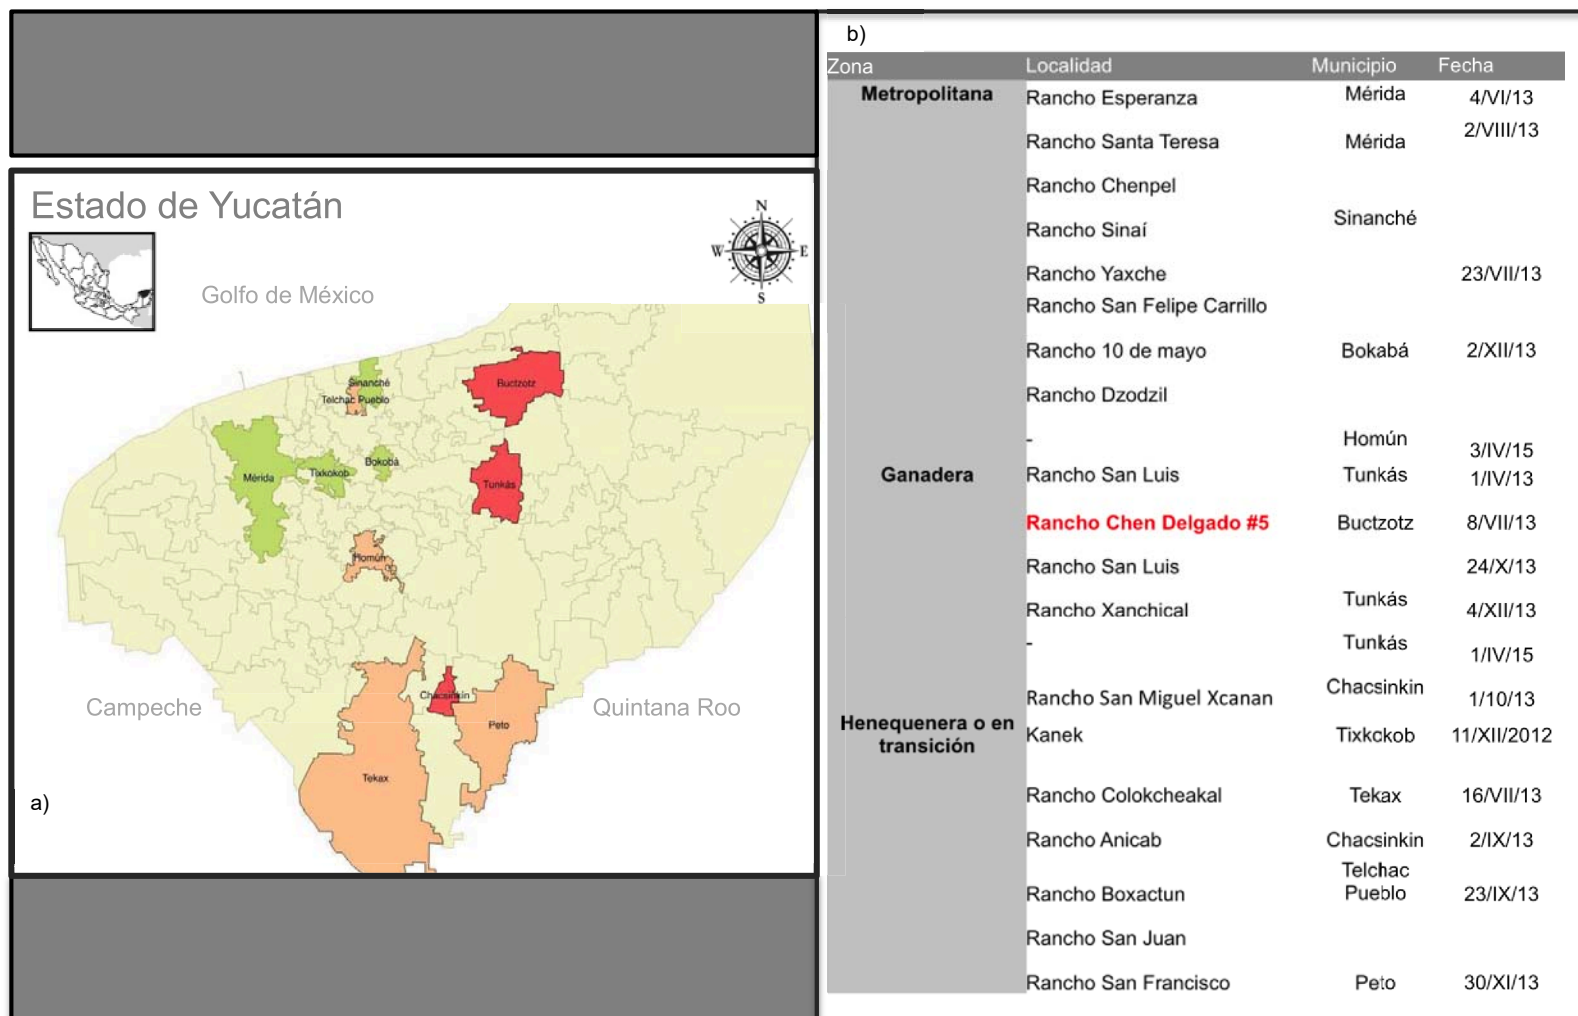 Estado de Yucatán
N
W
E
S
Golfo de México
Sinanché
Telchac Pueblo
Buctzotz
Mérida
Tixkokob
Bokobá
Tunkás
Homún
Chacsinkín
Campeche
Quintana Roo
Peto
Tekax
a)
b)
Zona Localidad Municipio Fecha
Metropolitana Rancho Esperanza Mérida 4/VI/13
Rancho Santa Teresa Mérida 2/VIII/13
Rancho Chenpel
Rancho Sinaí Sinanché
Rancho Yaxche 23/VII/13
Rancho San Felipe Carrillo
Rancho 10 de mayo Bokabá 2/XII/13
Rancho Dzodzil
- Homún 3/IV/15
Ganadera Rancho San Luis Tunkás 1/IV/13
Rancho Chen Delgado #5 Buctzotz 8/VII/13
Rancho San Luis 24/X/13
Rancho Xanchical Tunkás 4/XII/13
- Tunkás 1/IV/15
Rancho San Miguel Xcanan Chacsinkin 1/10/13
Henequenera o en
transición Kanek Tixkckob 11/XII/2012
Rancho Colokcheakal Tekax 16/VII/13
Rancho Anicab Chacsinkin 2/IX/13
Telchac
Rancho Boxactun Pueblo 23/IX/13
Rancho San Juan
Rancho San Francisco Peto 30/XI/13